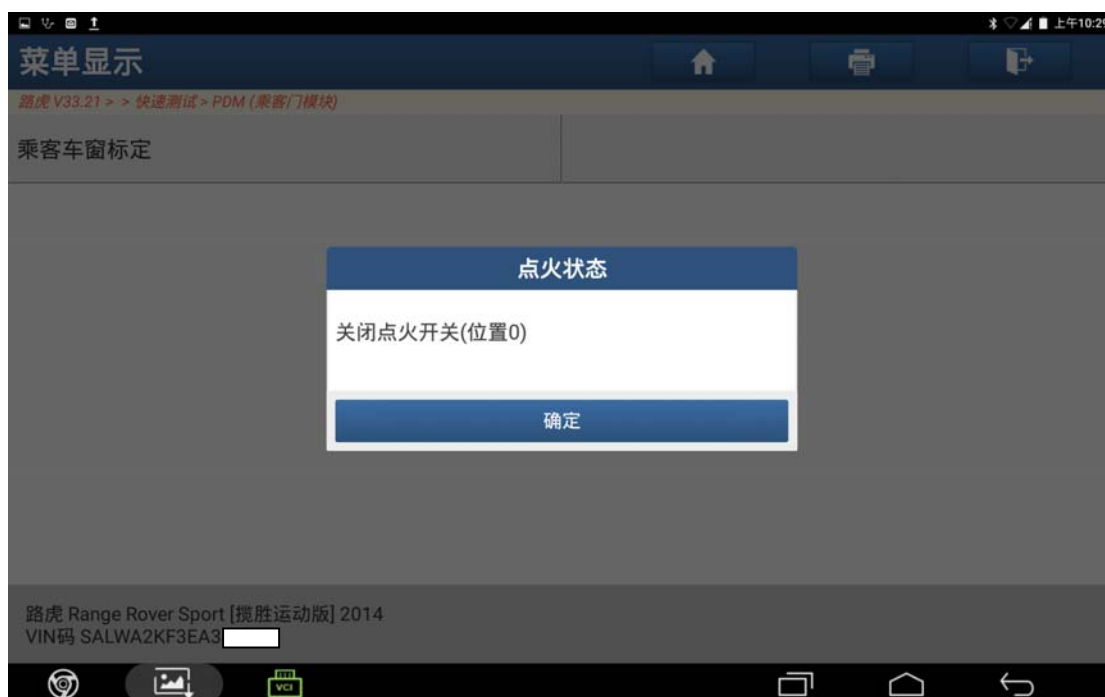 上午10:29
菜单显示
路虎 V33.21 > > 快速测试 > PDM (乘客门模块)
乘客车窗标定
点火状态
关闭点火开关(位置0)
确定
路虎 Range Rover Sport [揽胜运动版] 2014
VIN码 SALWA2KF3EA3
VCI